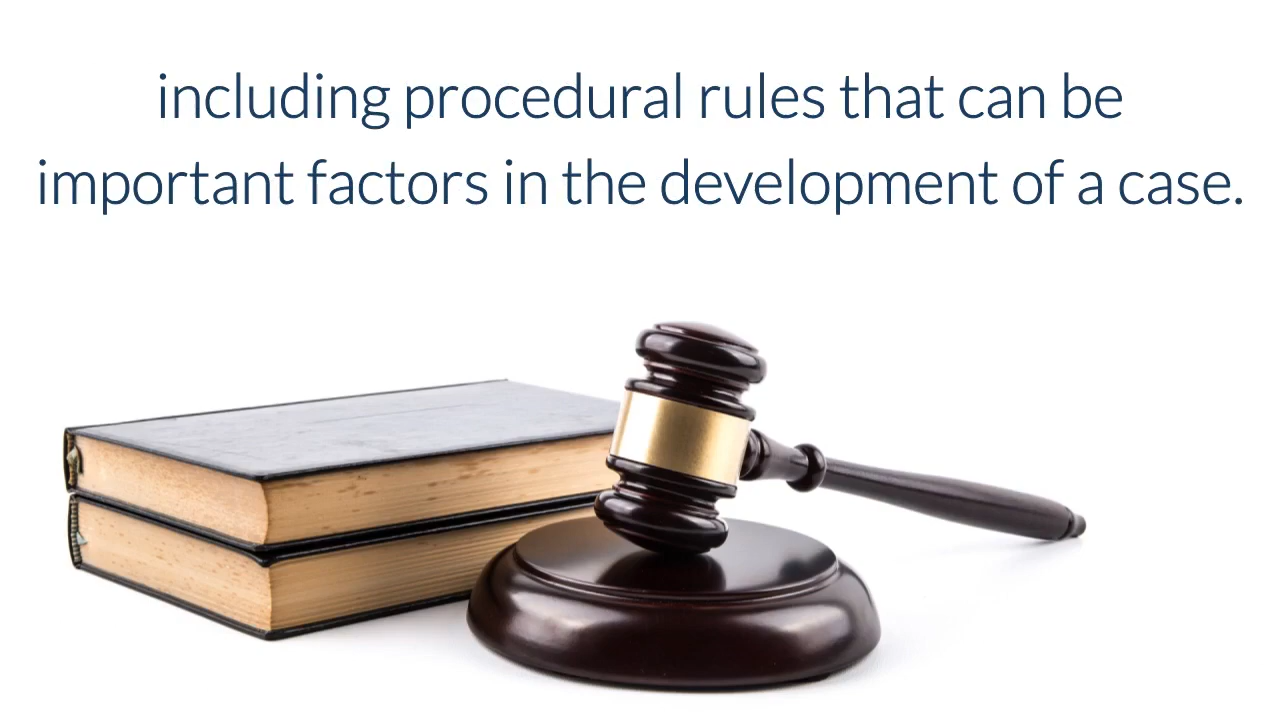 including procedural rules that can be
important factors in the development of a case.